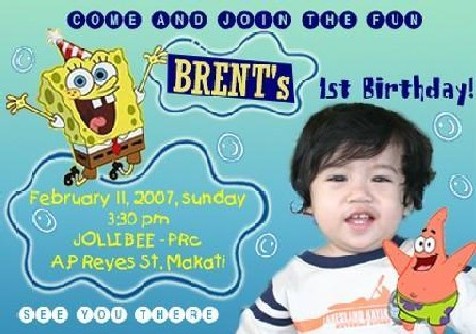 COME AND JOIN THE FUN
BRENT's
1st Birthday!
February 11, 2007, sunday
3:30 pm
JOLLIBEE - PRC
A.P Reyes St. Makati
SEE YOU THERE